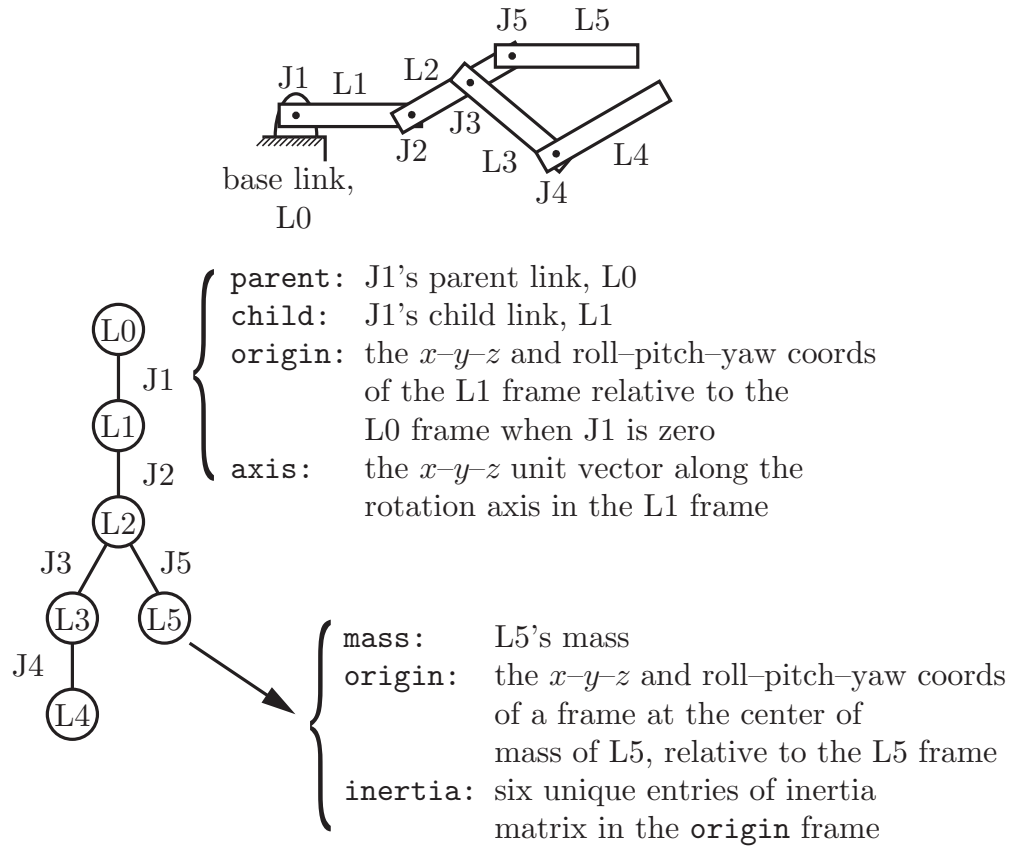 J5 L5
J1 L1 L2
J3
J2 L3 L4
J4
base link,
L0
parent: J1's parent link, L0
child: J1's child link, L1
origin: the x–y–z and roll–pitch–yaw coords
of the L1 frame relative to the
L0 frame when J1 is zero
axis: the x–y–z unit vector along the
rotation axis in the L1 frame
L0
J1
L1
J2
L2
J3 J5
L3 L5
J4
L4
mass: L5's mass
origin: the x–y–z and roll–pitch–yaw coords
of a frame at the center of
mass of L5, relative to the L5 frame
inertia: six unique entries of inertia
matrix in the origin frame